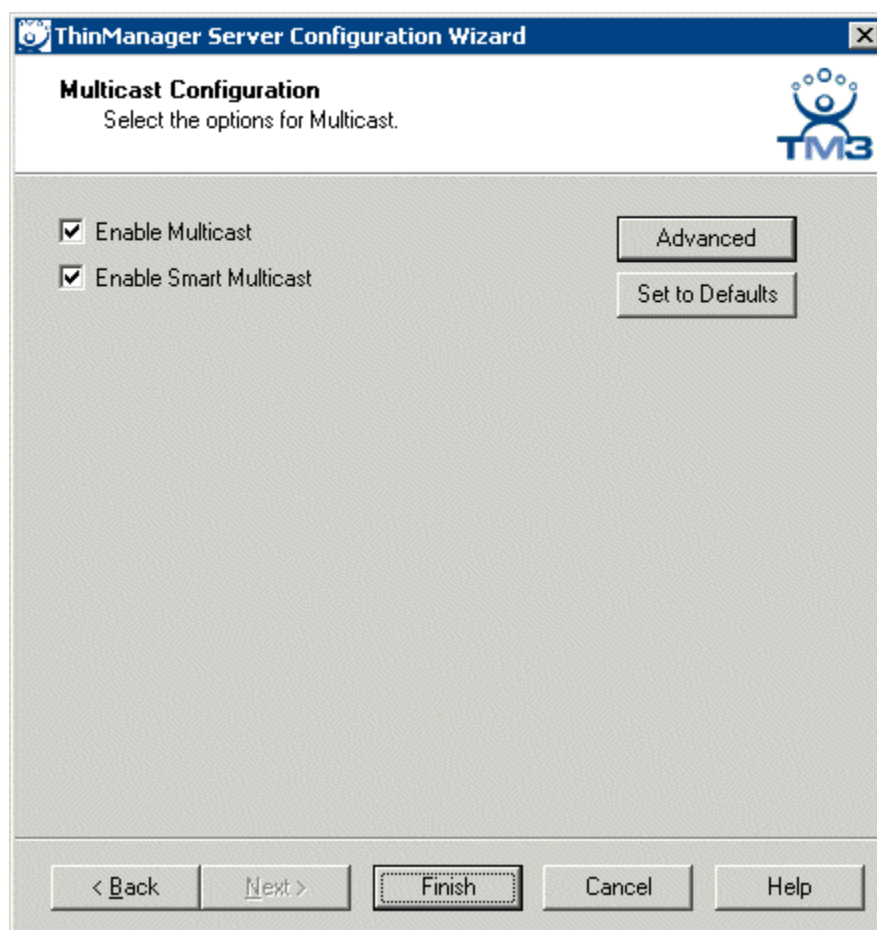 ThinManager Server Configuration Wizard
Multicast Configuration
Select the options for Multicast.
TM3
Enable Multicast
Advanced
Enable Smart Multicast
Set to Defaults
< Back
Next >
Finish
Cancel
Help